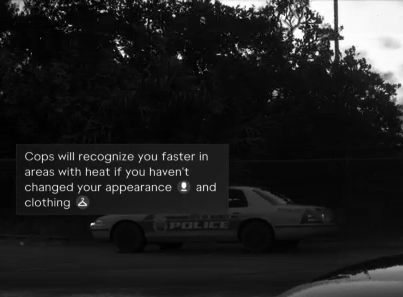 Cops will recognize you faster in
areas with heat if you haven't
changed your appearance and
clothing
POLICE